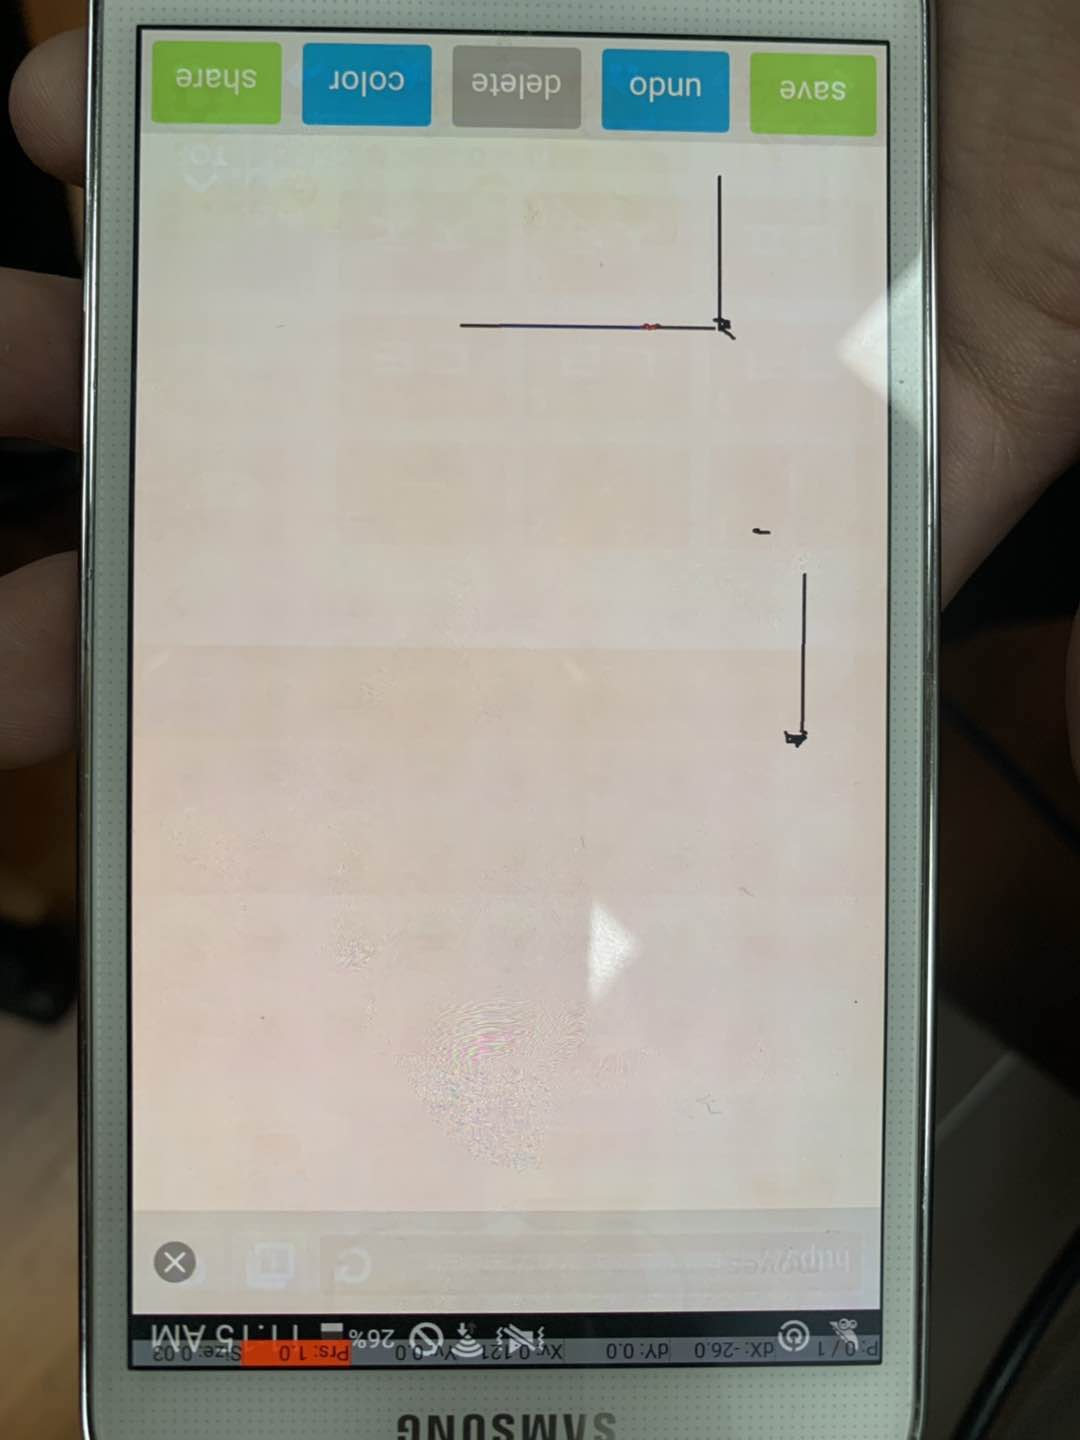 SAMSUNG
P: 0 / 1 dX: -26.0 dY: 0.0 Xv: 0.121 Yv: 0.0 Prs: 1.0 Size: 0.03
26% 11:15 AM
save undo delete color share